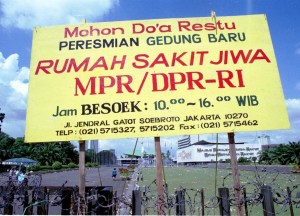 Mohon Do'a Restu
PERESMIAN GEDUNG BARU
RUMAH SAKIT JIWA
MPR/DPR-RI
Jam BESOEK: 10.00~16.00 WIB
JL. JENDRAL GATOT SOEBROTO JAKARTA 10270
TELP: (021) 5715327, 5715202 Fax: (021) 5715462